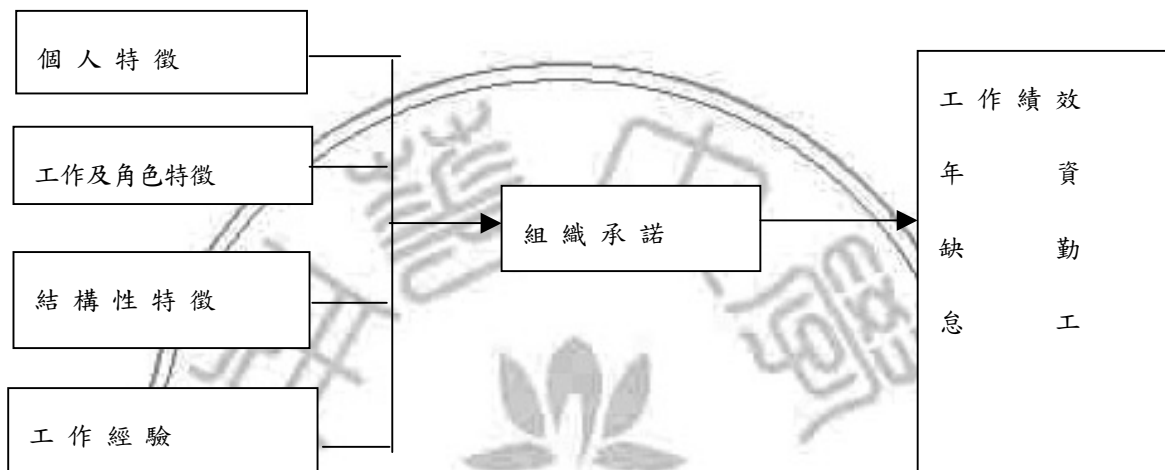 個人特徵
工作及角色特徵
結構性特徵
工作經驗
組織承諾
工作績效
年資
缺勤
怠工